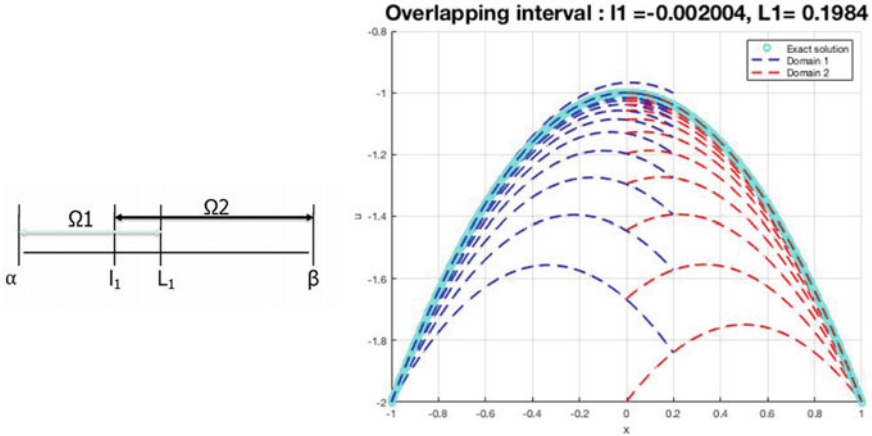 Ω1
Ω2
α
l₁
L₁
β
Overlapping interval : l1 =-0.002004, L1= 0.1984
Exact solution
Domain 1
Domain 2
-0.8
-1
-1.2
-1.4
-1.6
-1.8
-2
u
-1
-0.8
-0.6
-0.4
-0.2
0
0.2
0.4
0.6
0.8
1
x